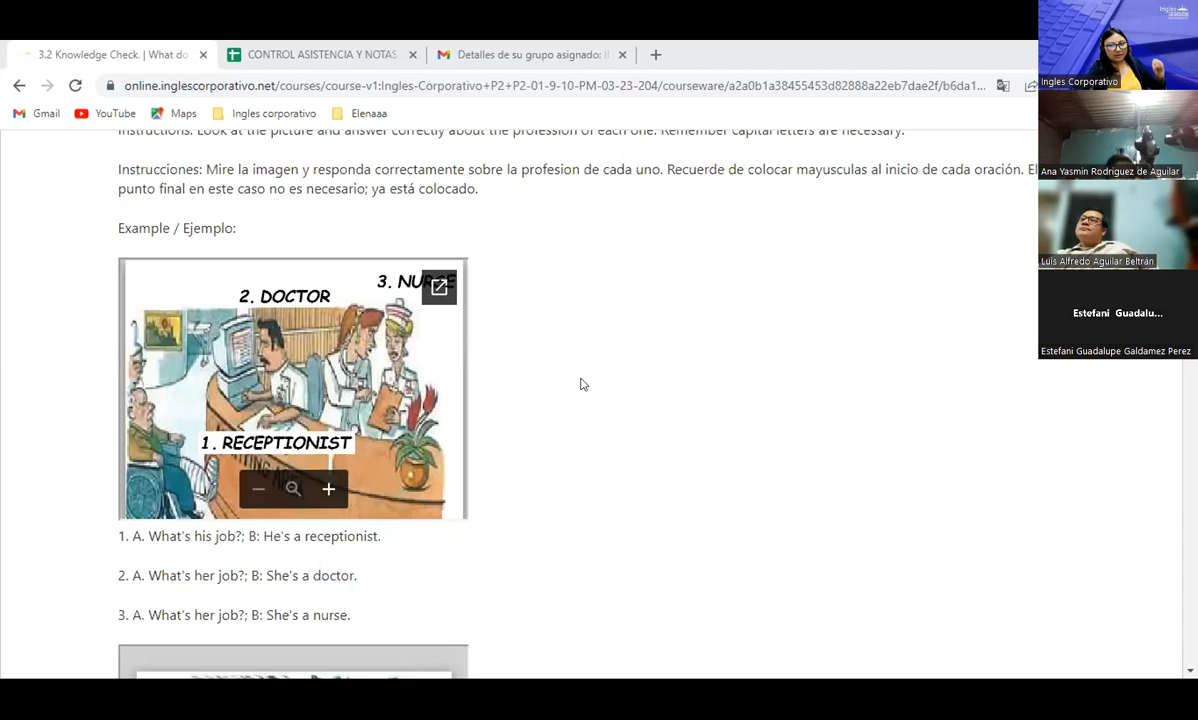 3.2 Knowledge Check. | What do
CONTROL ASISTENCIA Y NOTAS
Detalles de su grupo asignado: I
online.inglescorporativo.net/courses/course-v1:Ingles-Corporativo+P2+P2-01-9-10-PM-03-23-204/courseware/a2a0b1a38455453d82888a22eb7dae2f/b6da1...
Gmail
YouTube
Maps
Ingles corporativo
Elenaaa
Instructions: Look at the picture and answer correctly about the profession of each one. Remember capital letters are necessary.
Instrucciones: Mire la imagen y responda correctamente sobre la profesion de cada uno. Recuerde de colocar mayusculas al inicio de cada oración. El
punto final en este caso no es necesario; ya está colocado.
Example / Ejemplo:
3. NURSE
2. DOCTOR
1. RECEPTIONIST
1. A. What's his job?; B: He's a receptionist.
2. A. What's her job?; B: She's a doctor.
3. A. What's her job?; B: She's a nurse.
Ingles Corporativo
Ana Yasmin Rodriguez de Aguilar
Luis Alfredo Aguilar Beltrán
Estefani Guadalu...
Estefani Guadalupe Galdamez Perez